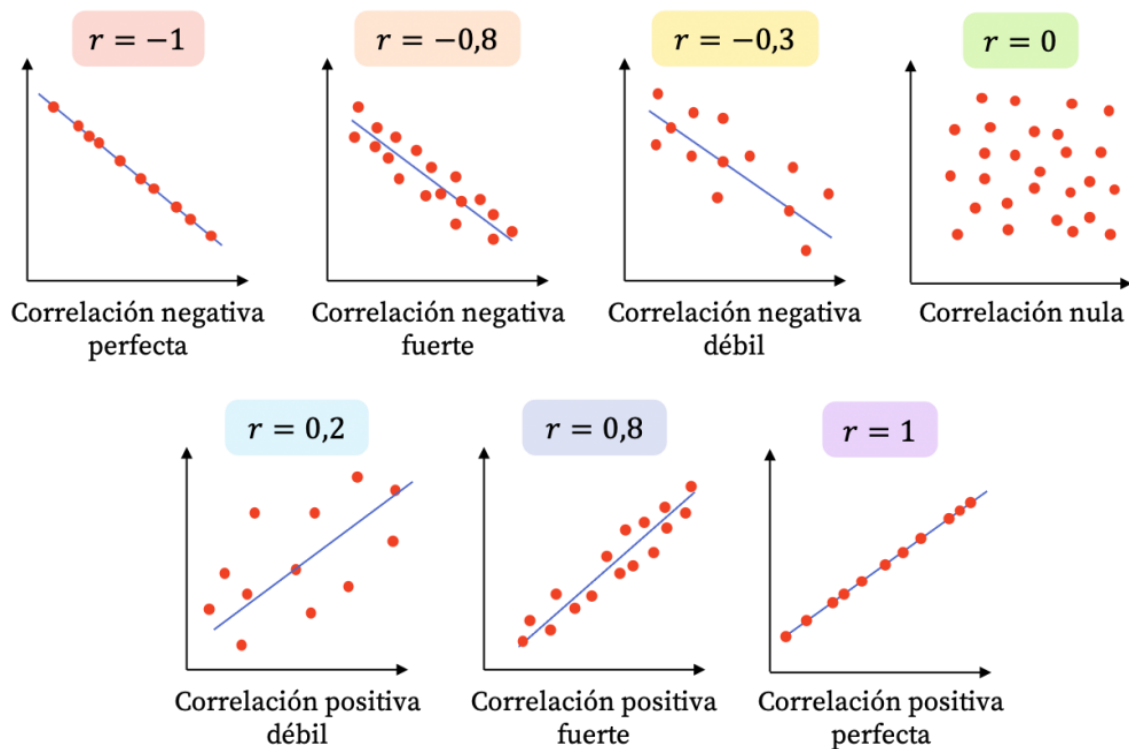 r = −1
r = −0,8
r = −0,3
r = 0
Correlación negativa
perfecta
Correlación negativa
fuerte
Correlación negativa
débil
Correlación nula
r = 0,2
r = 0,8
r = 1
Correlación positiva
débil
Correlación positiva
fuerte
Correlación positiva
perfecta